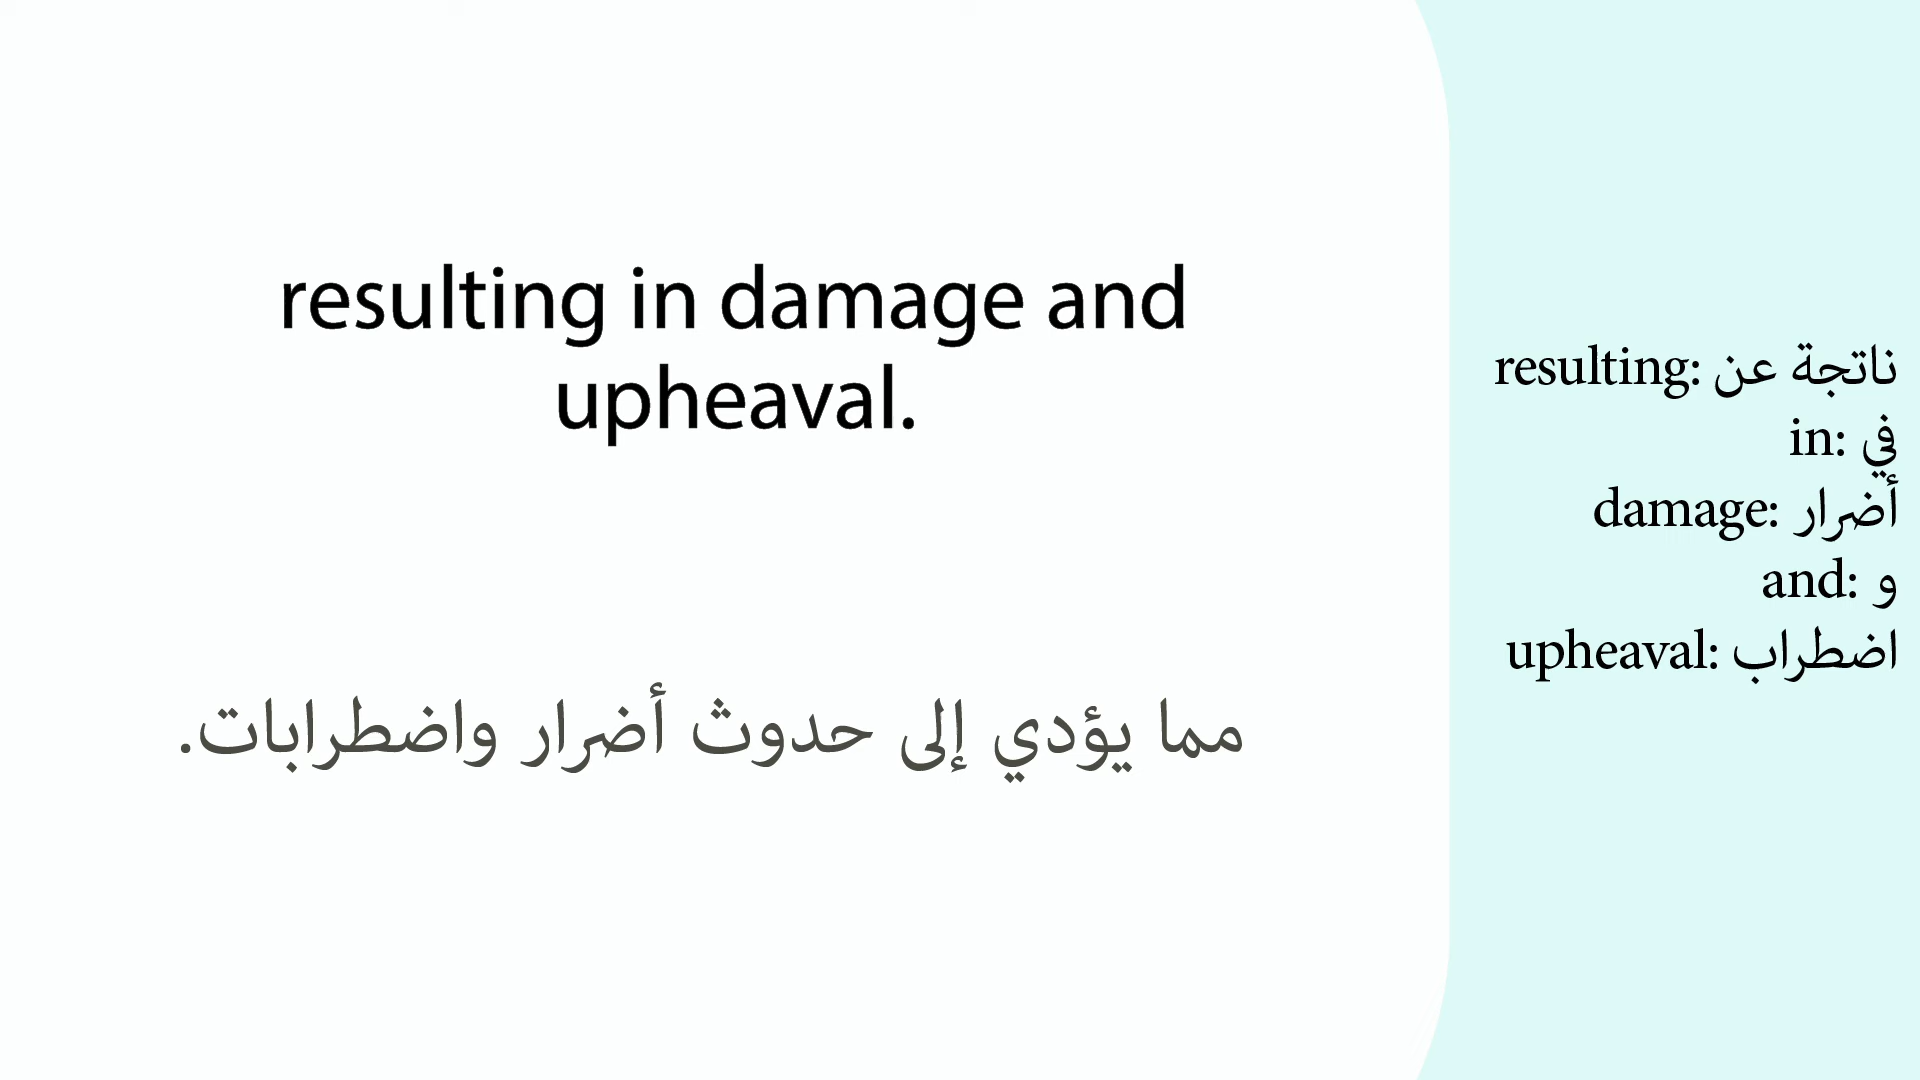 resulting in damage and
upheaval.
مما يؤدي إلى حدوث أضرار واضطرابات.
resulting: ناتجة عن
in: في
damage: أضرار
and: و
upheaval: اضطراب